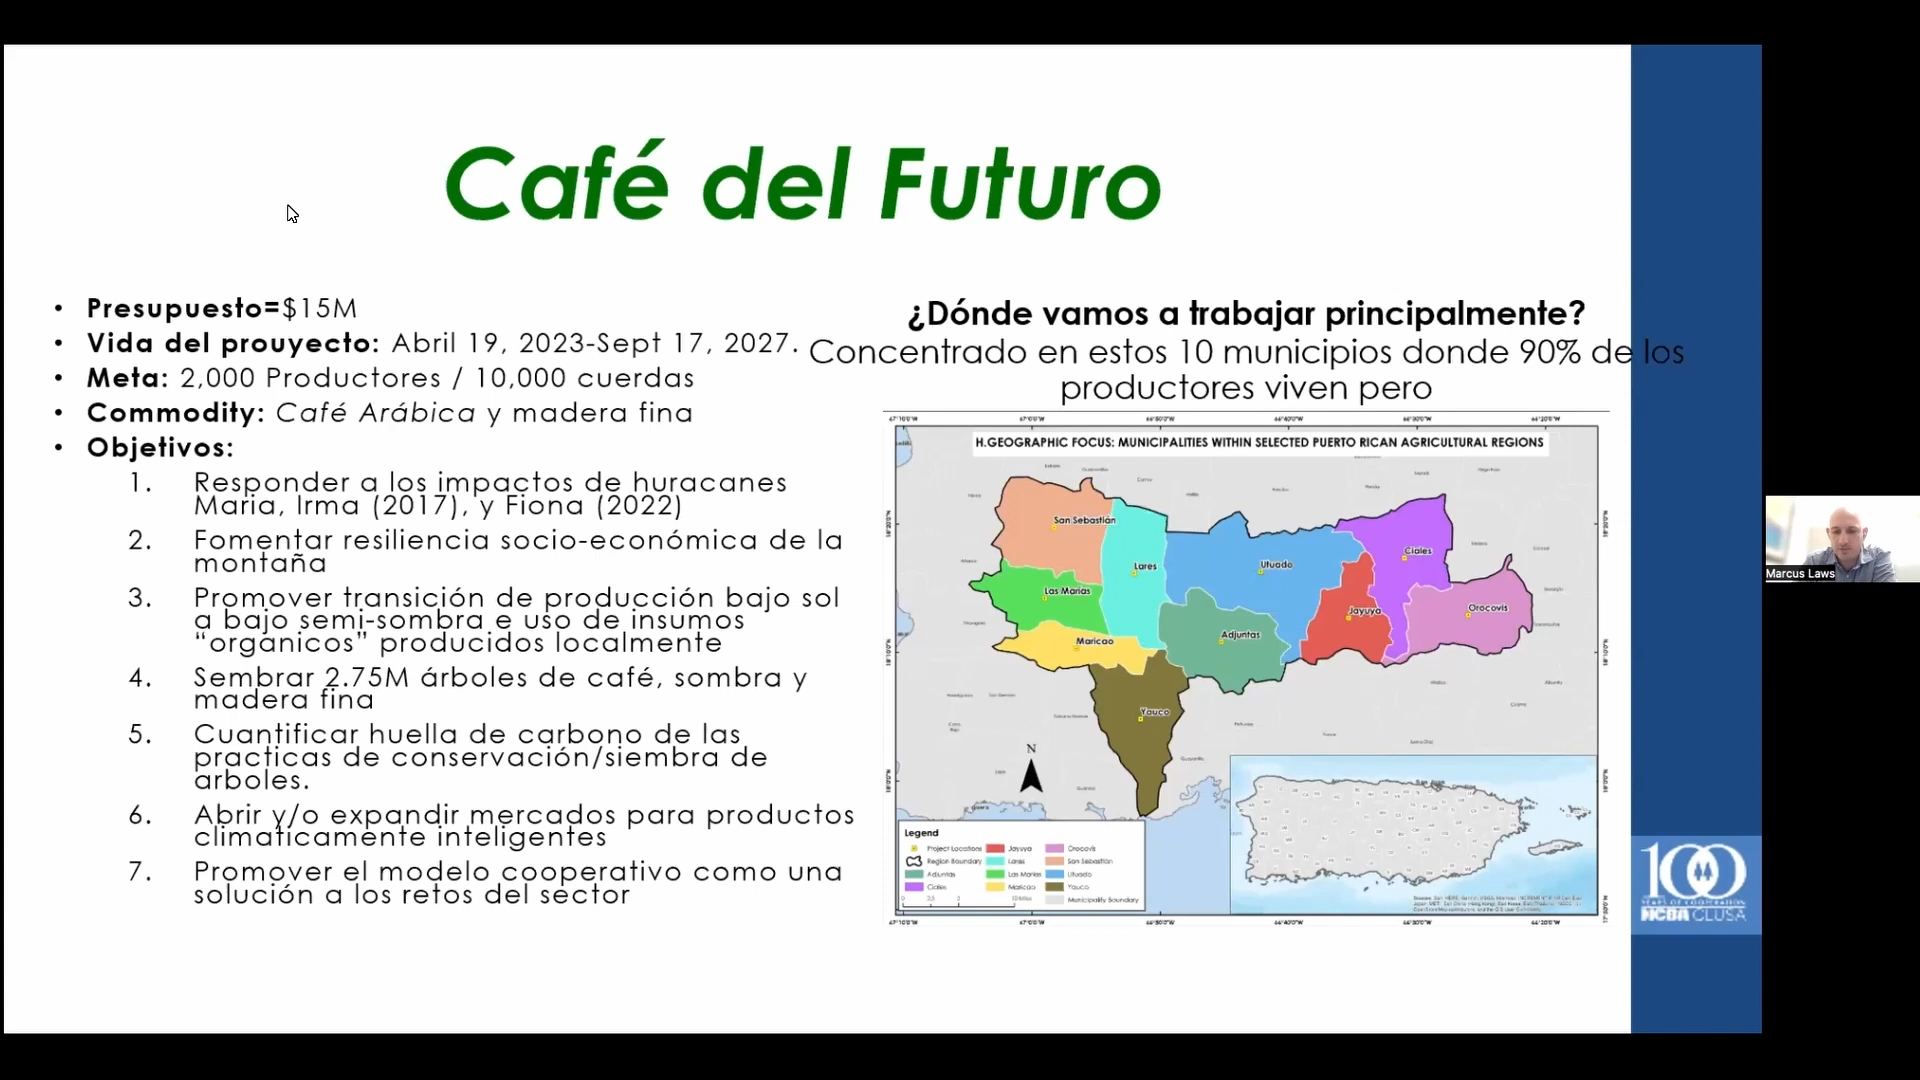 Café del Futuro
• Presupuesto=$15M
• Vida del prouyecto: Abril 19, 2023-Sept 17, 2027.
• Meta: 2,000 Productores / 10,000 cuerdas
• Commodity: Café Arábica y madera fina
• Objetivos:
1. Responder a los impactos de huracanes
Maria, Irma (2017), y Fiona (2022)
2. Fomentar resiliencia socio-económica de la
montaña
3. Promover transición de producción bajo sol
a bajo semi-sombra e uso de insumos
“organicos” producidos localmente
4. Sembrar 2.75M árboles de café, sombra y
madera fina
5. Cuantificar huella de carbono de las
practicas de conservación/siembra de
arboles.
6. Abrir y/o expandir mercados para productos
climaticamente inteligentes
7. Promover el modelo cooperativo como una
solución a los retos del sector
¿Dónde vamos a trabajar principalmente?
Concentrado en estos 10 municipios donde 90% de los
productores viven pero
H.GEOGRAPHIC FOCUS: MUNICIPALITIES WITHIN SELECTED PUERTO RICAN AGRICULTURAL REGIONS
San Sebastián
Lares
Utuado
Ciales
Las Marias
Jayuya
Orocovis
Maricao
Adjuntas
Yauco
N
Legend
Project Locations
Region Boundary
Adjuntas
Ciales
Jayuya
Lares
Las Marias
Maricao
Orocovis
San Sebastián
Utuado
Yauco
Municipality Boundary
100
YEARS OF COOPERATION
NCBA CLUSA
Marcus Laws